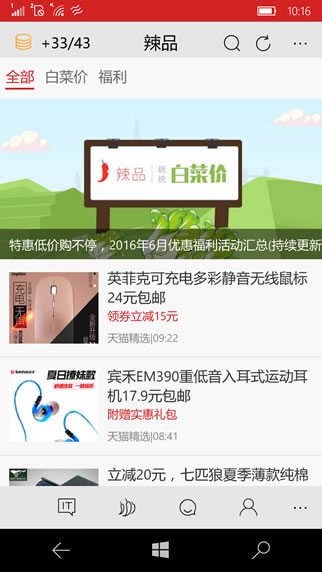 1 2 10:16
+33/43 辣品
全部 白菜价 福利
辣品 统统 白菜价
特惠低价购不停,2016年6月优惠福利活动汇总(持续更新
充电
无声
全新升级
英菲克可充电多彩静音无线鼠标
24元包邮
领券立减15元
天猫精选|09:22
夏日撩妹款
宾禾EM390重低音入耳式运动耳
机17.9元包邮
附赠实惠礼包
天猫精选|08:41
立减20元,七匹狼夏季薄款纯棉
IT